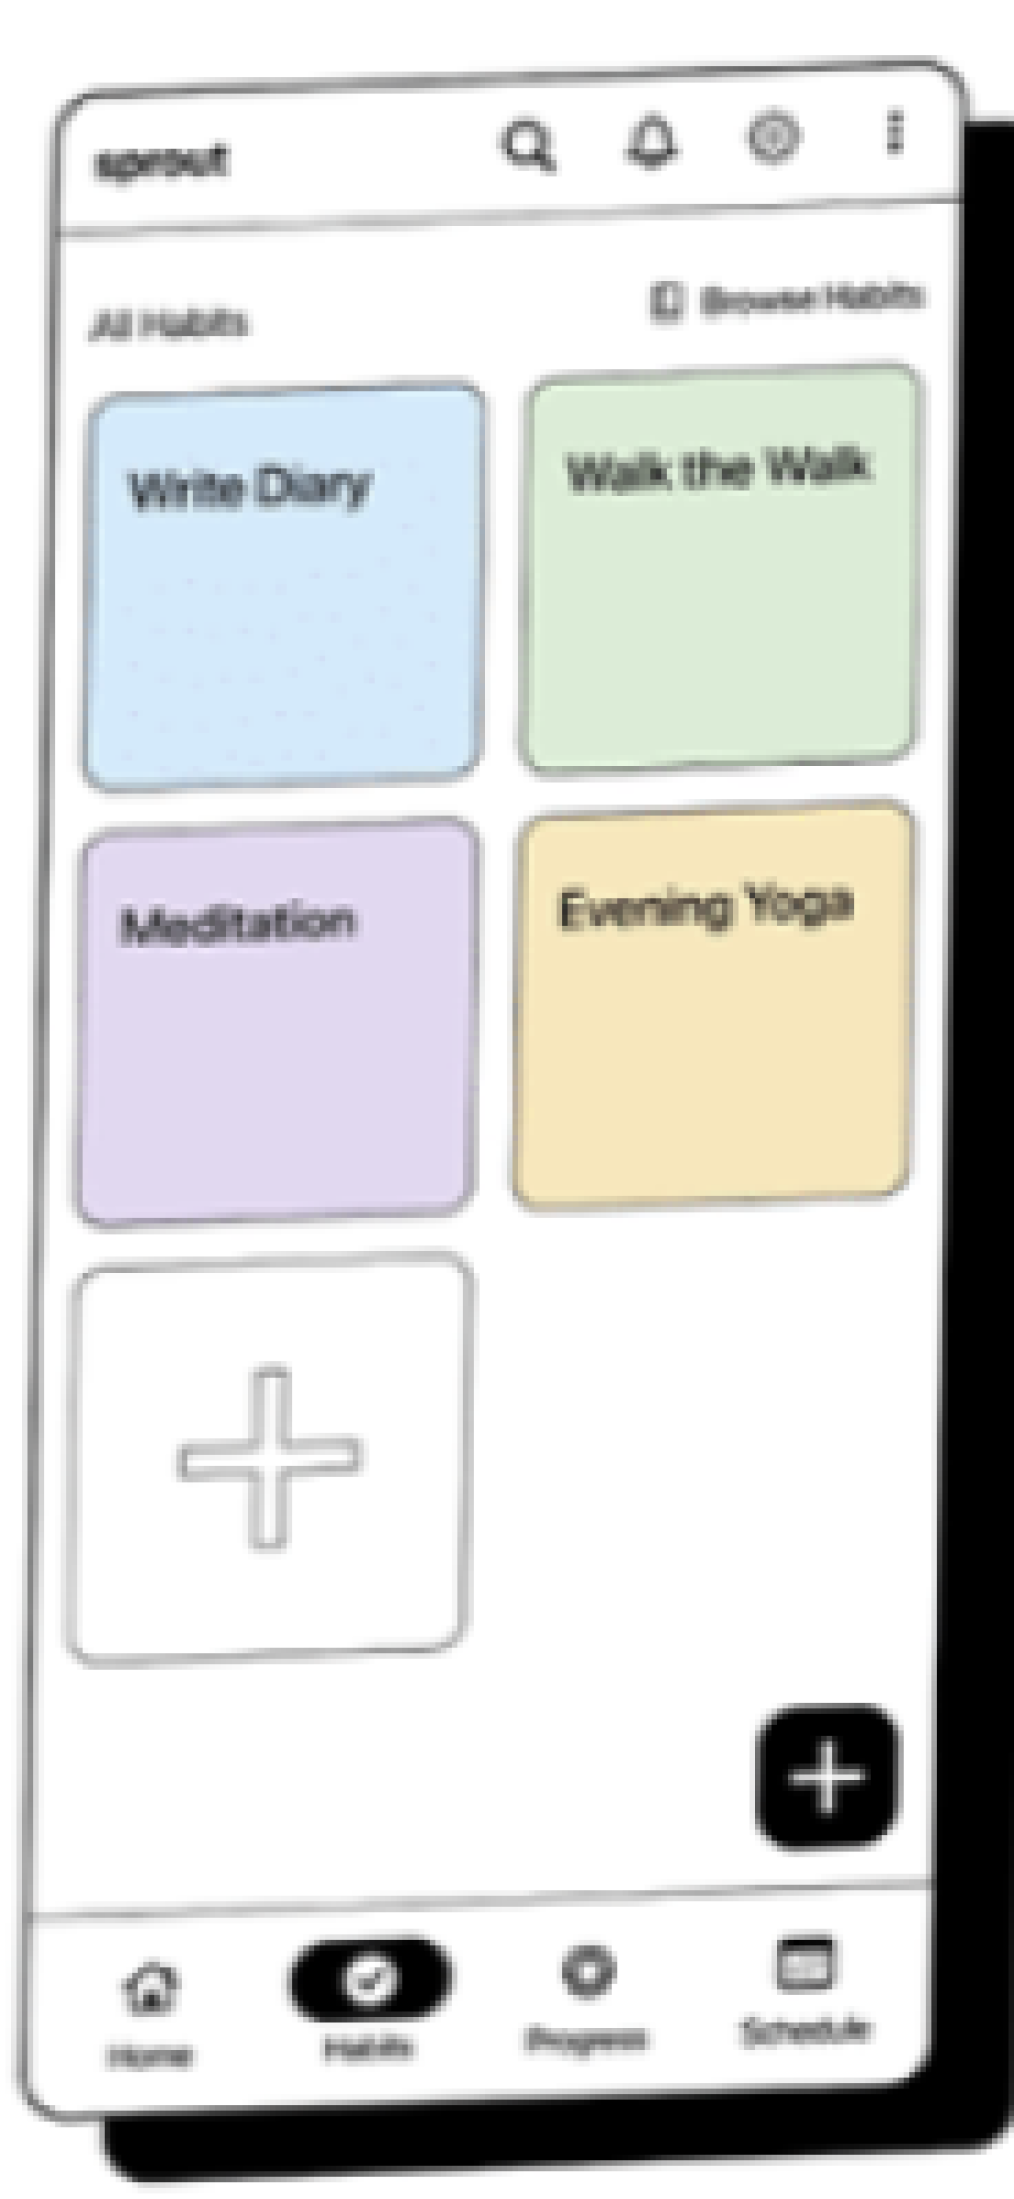 sprout
All Habits
Browse Habits
Write Diary
Walk the Walk
Meditation
Evening Yoga
Home
Habits
Progress
Schedule